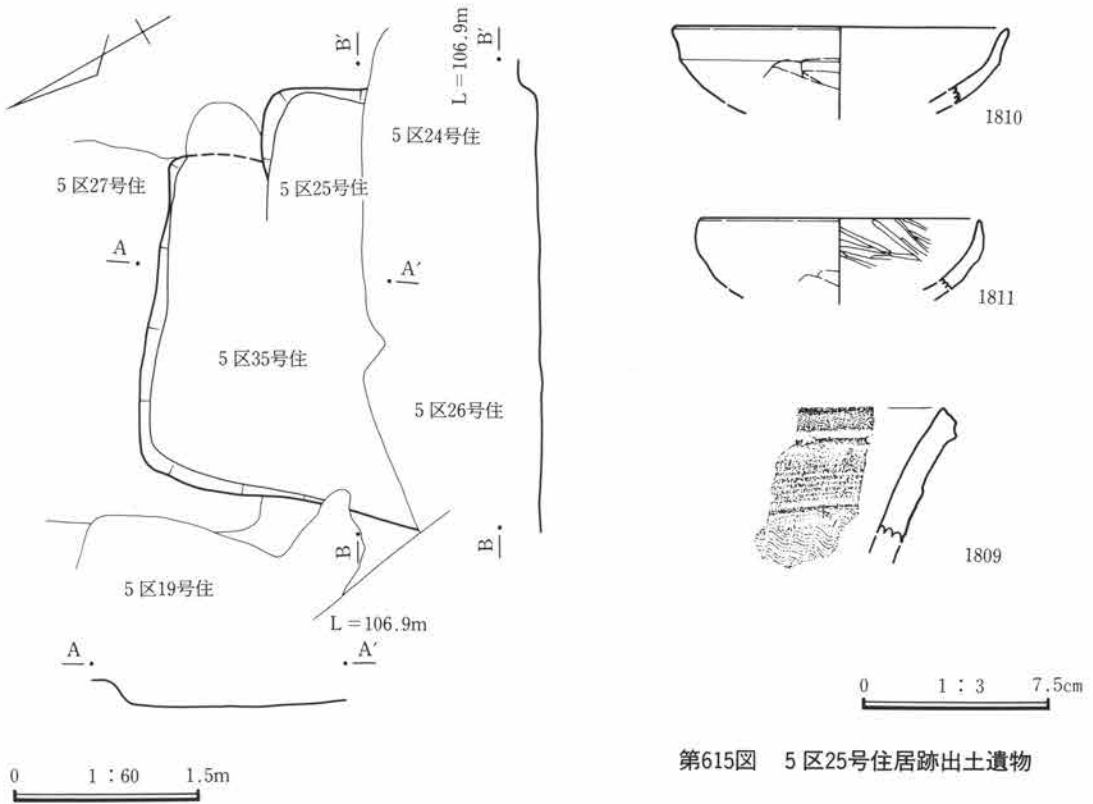 B′
L=106.9m
B′
5区24号住
5区27号住
5区25号住
A
A′
5区35号住
5区26号住
B
B
5区19号住
L=106.9m
A
A′
0 1:60 1.5m
1810
1811
1809
0 1:3 7.5cm
第615図 5区25号住居跡出土遺物